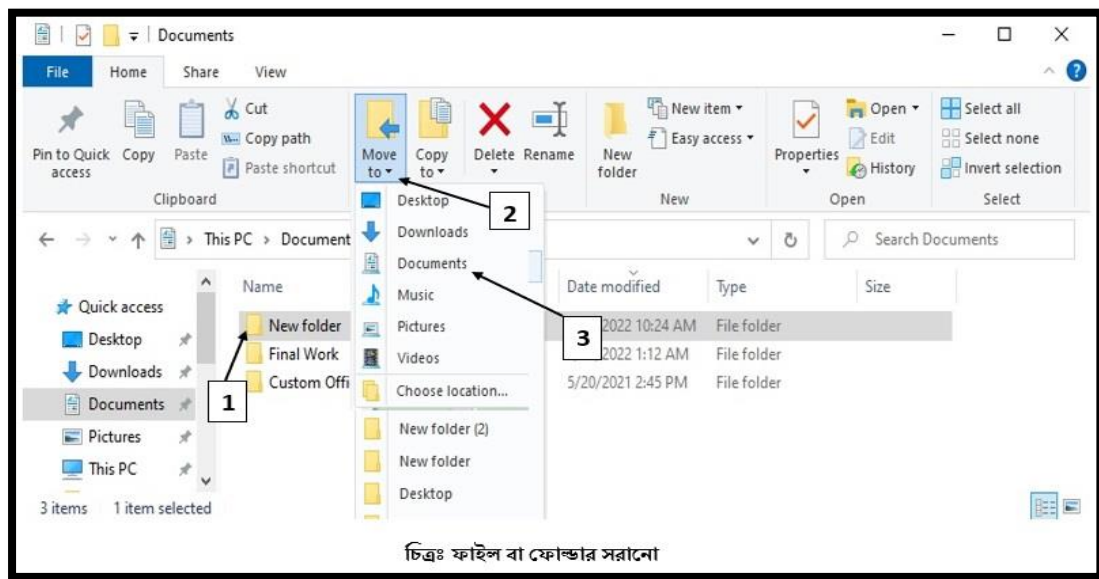 Documents
File Home Share View
Pin to Quick access Copy Paste Cut Copy path Paste shortcut Move to Copy to Delete Rename New folder New item Easy access Properties Open Edit History Select all Select none Invert selection
Clipboard New Open Select
This PC > Document Search Documents
Name Date modified Type Size
Quick access
Desktop
Downloads
Documents
Pictures
This PC
New folder 2022 10:24 AM File folder
Final Work 2022 1:12 AM File folder
Custom Offi 5/20/2021 2:45 PM File folder
Desktop
Downloads
Documents
Music
Pictures
Videos
Choose location...
New folder (2)
New folder
Desktop
1
2
3
3 items 1 item selected
চিত্রঃ ফাইল বা ফোল্ডার সরানো